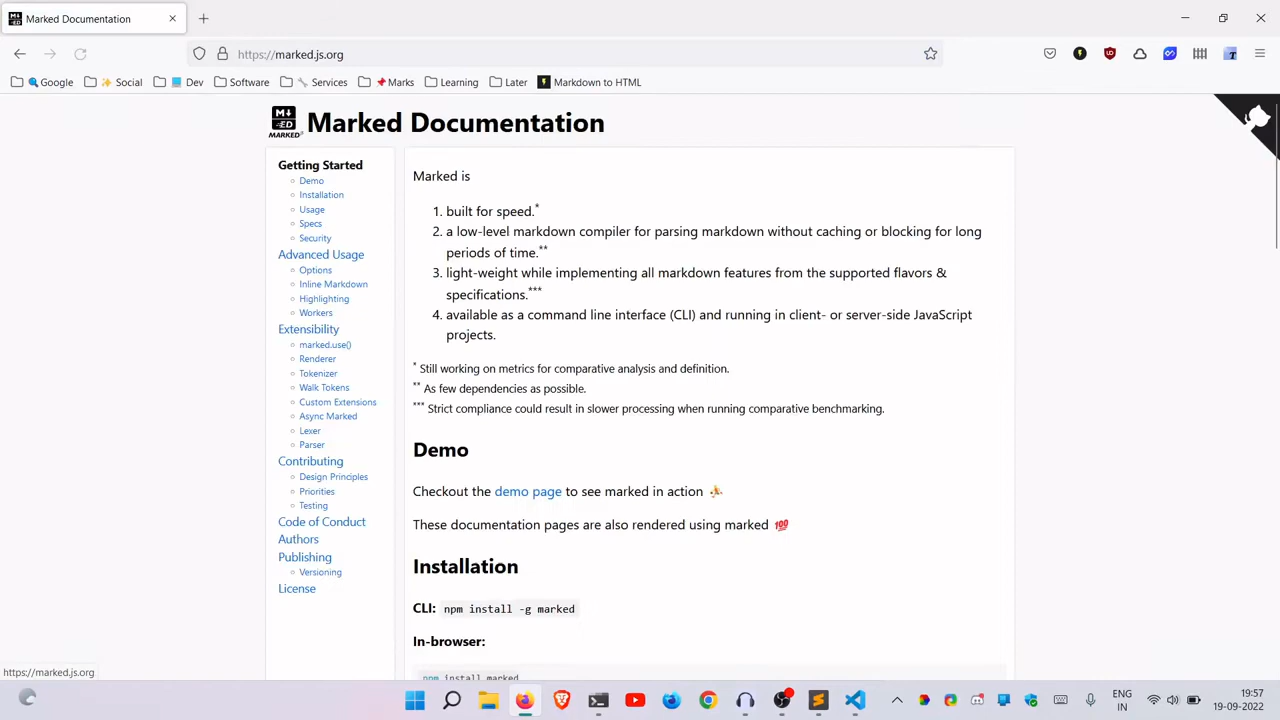 Marked Documentation
https://marked.js.org
Google
Social
Dev
Software
Services
Marks
Learning
Later
Markdown to HTML
M↓
ED
MARKED
Marked Documentation
Getting Started
Demo
Installation
Usage
Specs
Security
Advanced Usage
Options
Inline Markdown
Highlighting
Workers
Extensibility
marked.use()
Renderer
Tokenizer
Walk Tokens
Custom Extensions
Async Marked
Lexer
Parser
Contributing
Design Principles
Priorities
Testing
Code of Conduct
Authors
Publishing
Versioning
License
Marked is
1. built for speed.*
2. a low-level markdown compiler for parsing markdown without caching or blocking for long
periods of time.**
3. light-weight while implementing all markdown features from the supported flavors &
specifications.***
4. available as a command line interface (CLI) and running in client- or server-side JavaScript
projects.
* Still working on metrics for comparative analysis and definition.
** As few dependencies as possible.
*** Strict compliance could result in slower processing when running comparative benchmarking.
Demo
Checkout the demo page to see marked in action ⛹️
These documentation pages are also rendered using marked 💯
Installation
CLI: npm install -g marked
In-browser:
npm install marked
https://marked.js.org
ENG
IN
19:57
19-09-2022